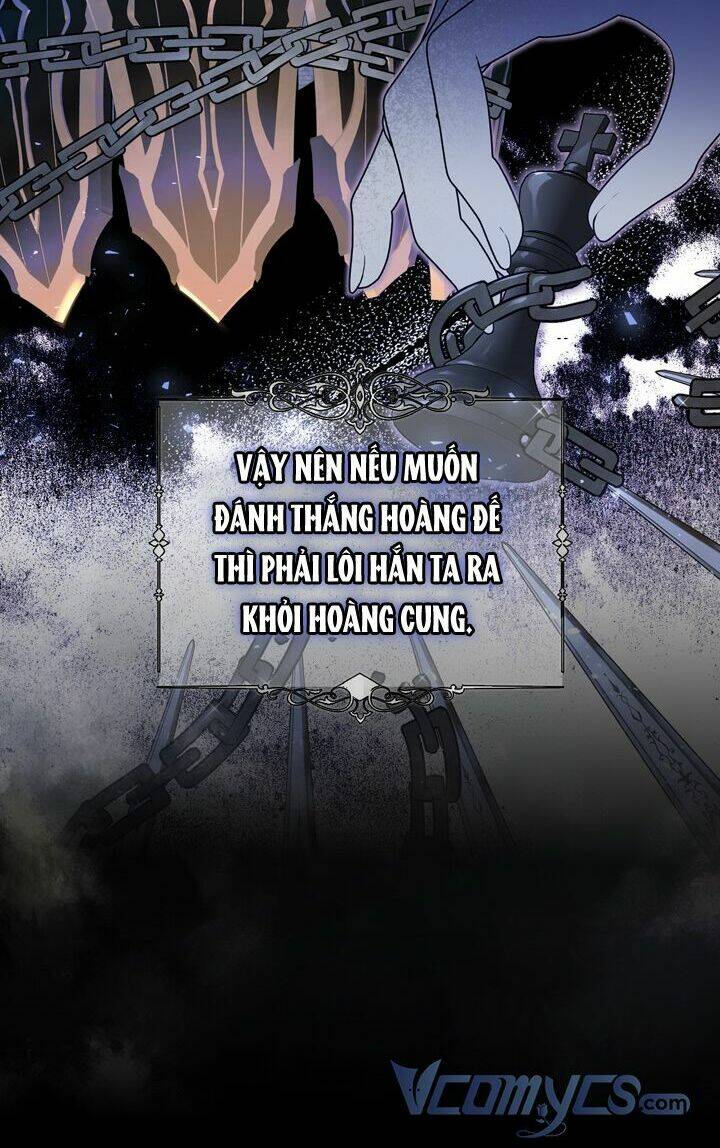 VẬY NÊN NẾU MUỐN
ĐÁNH THẮNG HOÀNG ĐẾ
THÌ PHẢI LÔI HẮN TA RA
KHỎI HOÀNG CUNG.
VCOMYCS.com